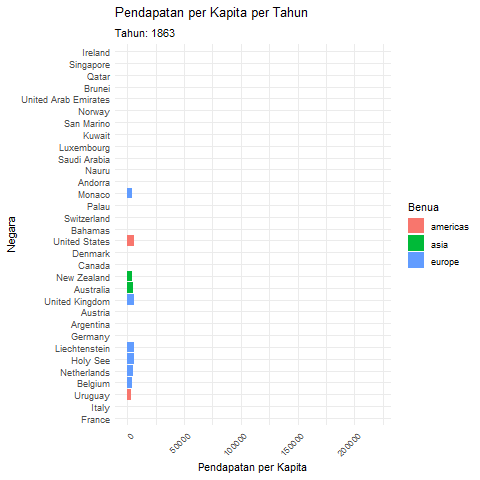 Pendapatan per Kapita per Tahun
Tahun: 1863
Ireland
Singapore
Qatar
Brunei
United Arab Emirates
Norway
San Marino
Kuwait
Luxembourg
Saudi Arabia
Nauru
Andorra
Monaco
Palau
Switzerland
Bahamas
United States
Denmark
Canada
New Zealand
Australia
United Kingdom
Austria
Argentina
Germany
Liechtenstein
Holy See
Netherlands
Belgium
Uruguay
Italy
France
Negara
0
50000
100000
150000
200000
Pendapatan per Kapita
Benua
americas
asia
europe